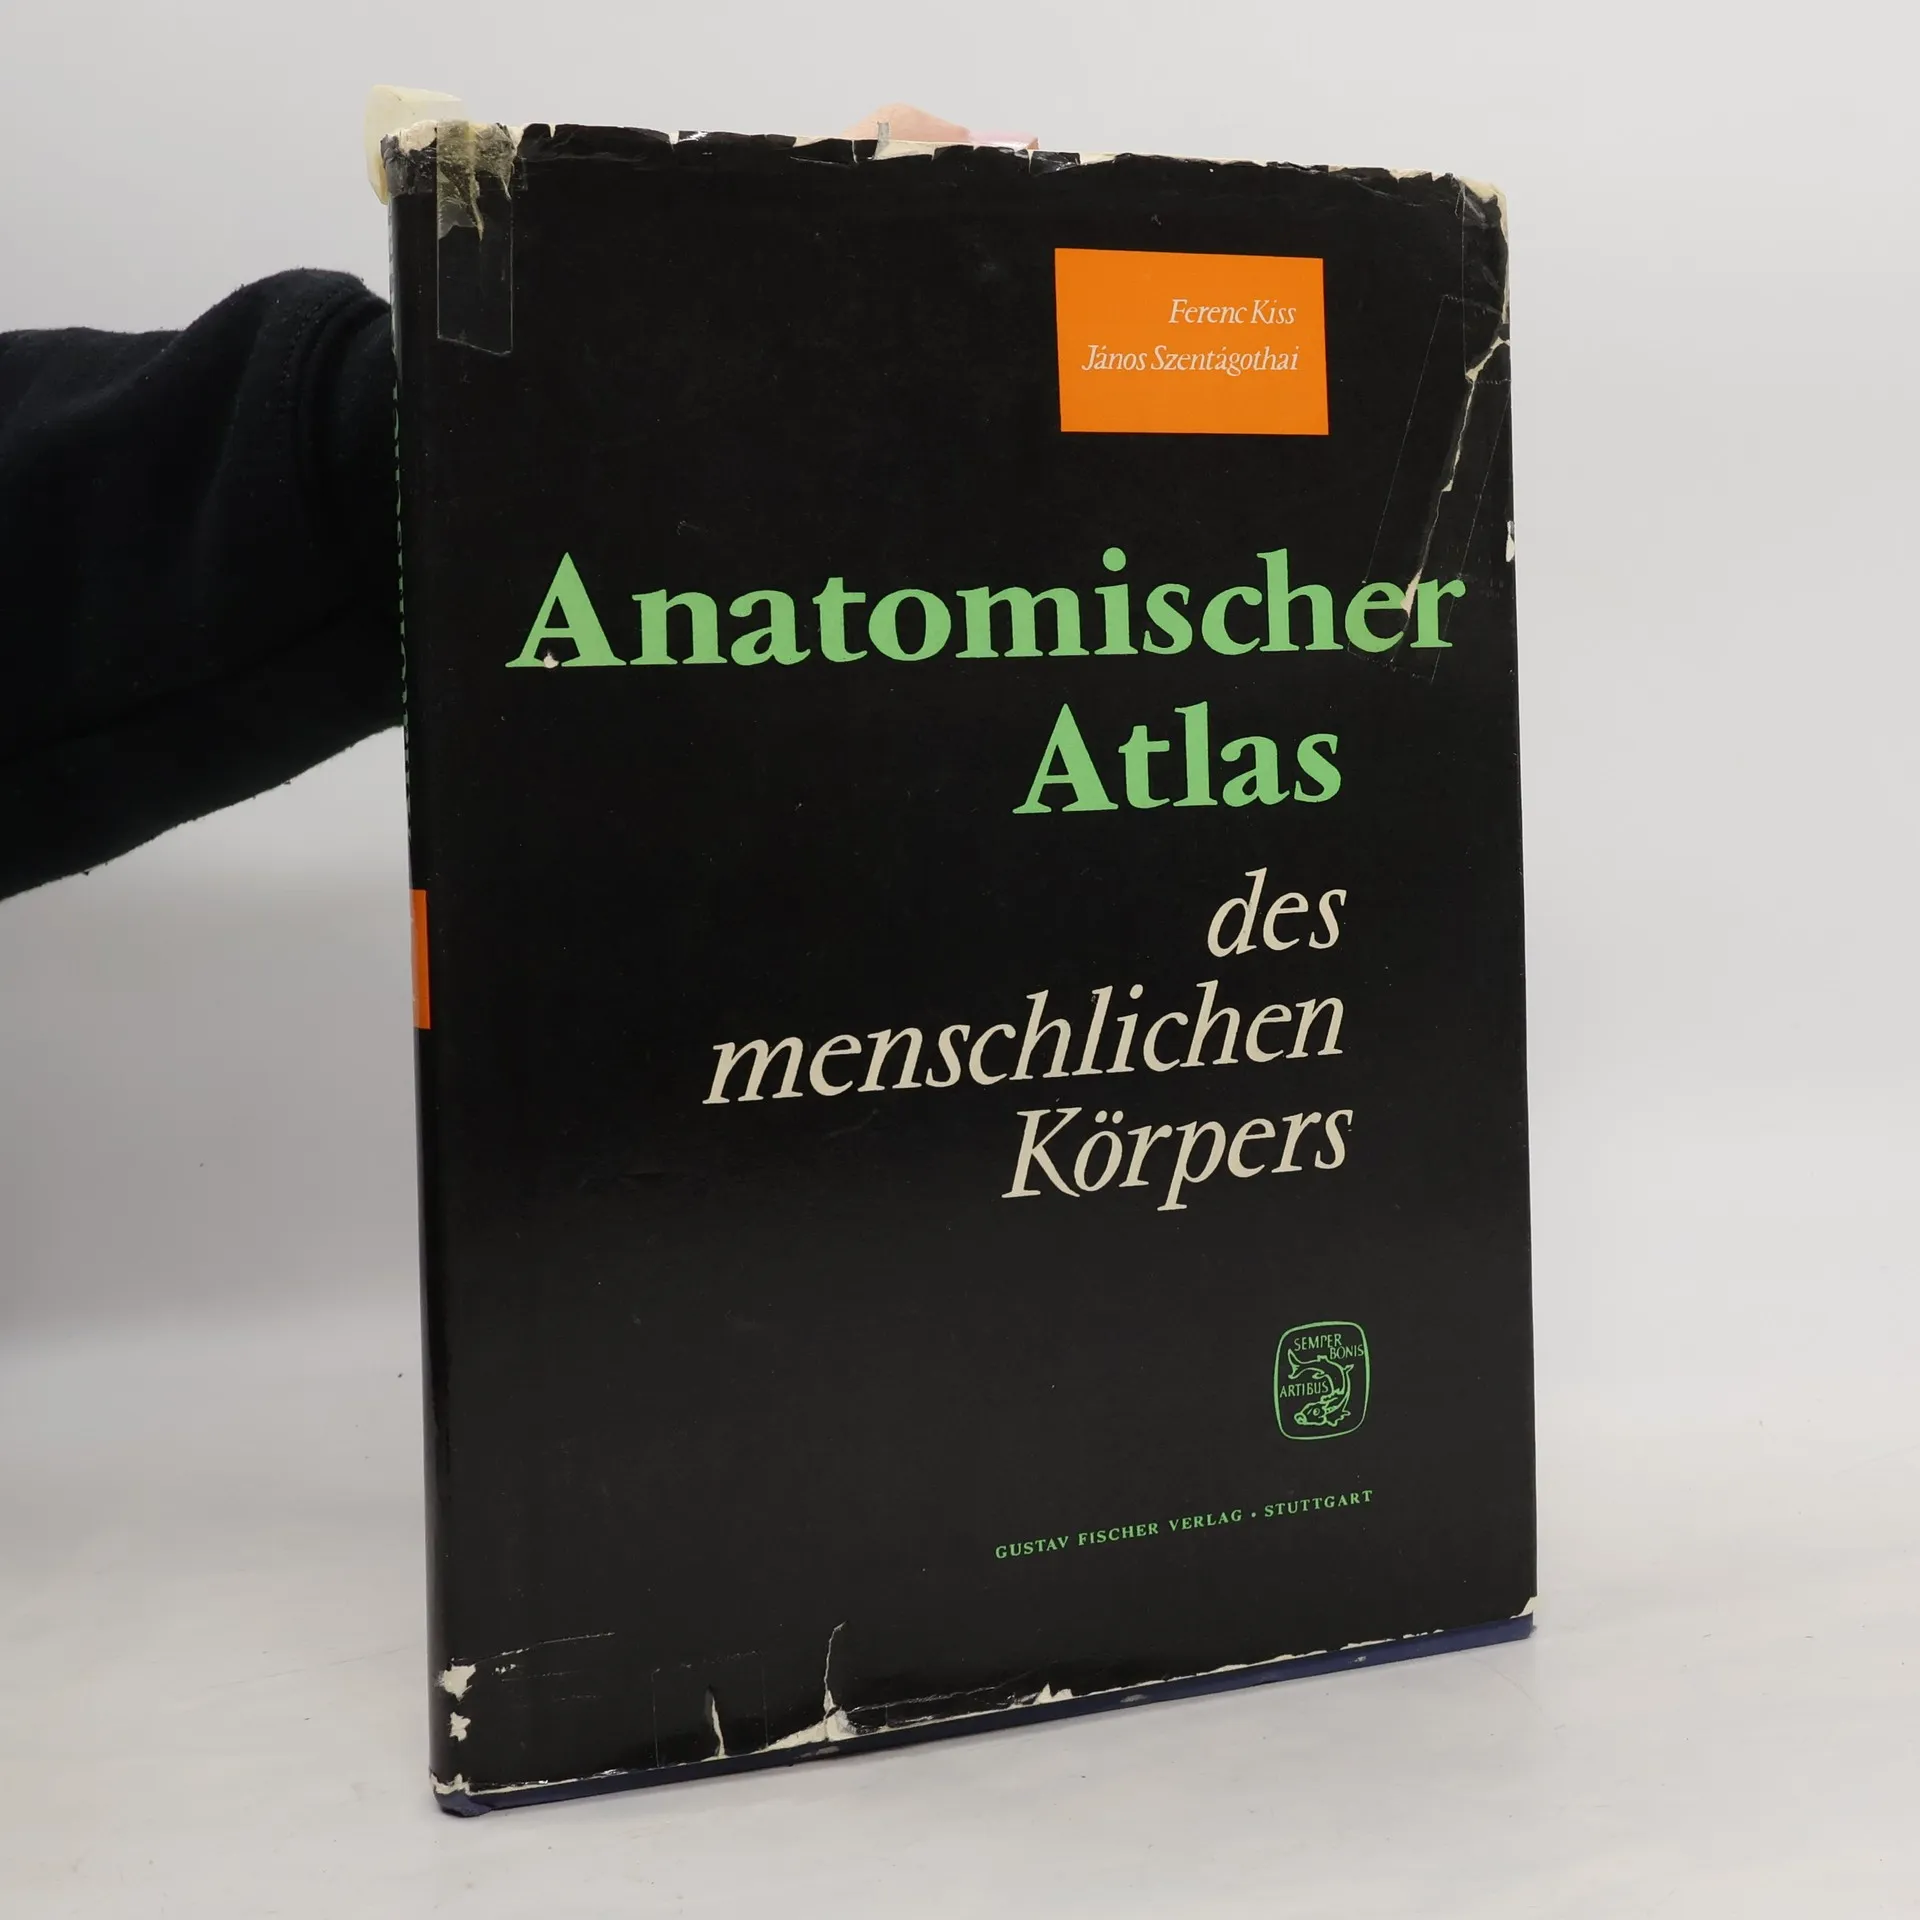 Ferenc Kiss
János Szentágothai
Anatomischer
Atlas
des
menschlichen
Körpers
SEMPER
BONIS
ARTIBUS
GUSTAV FISCHER VERLAG • STUTTGART